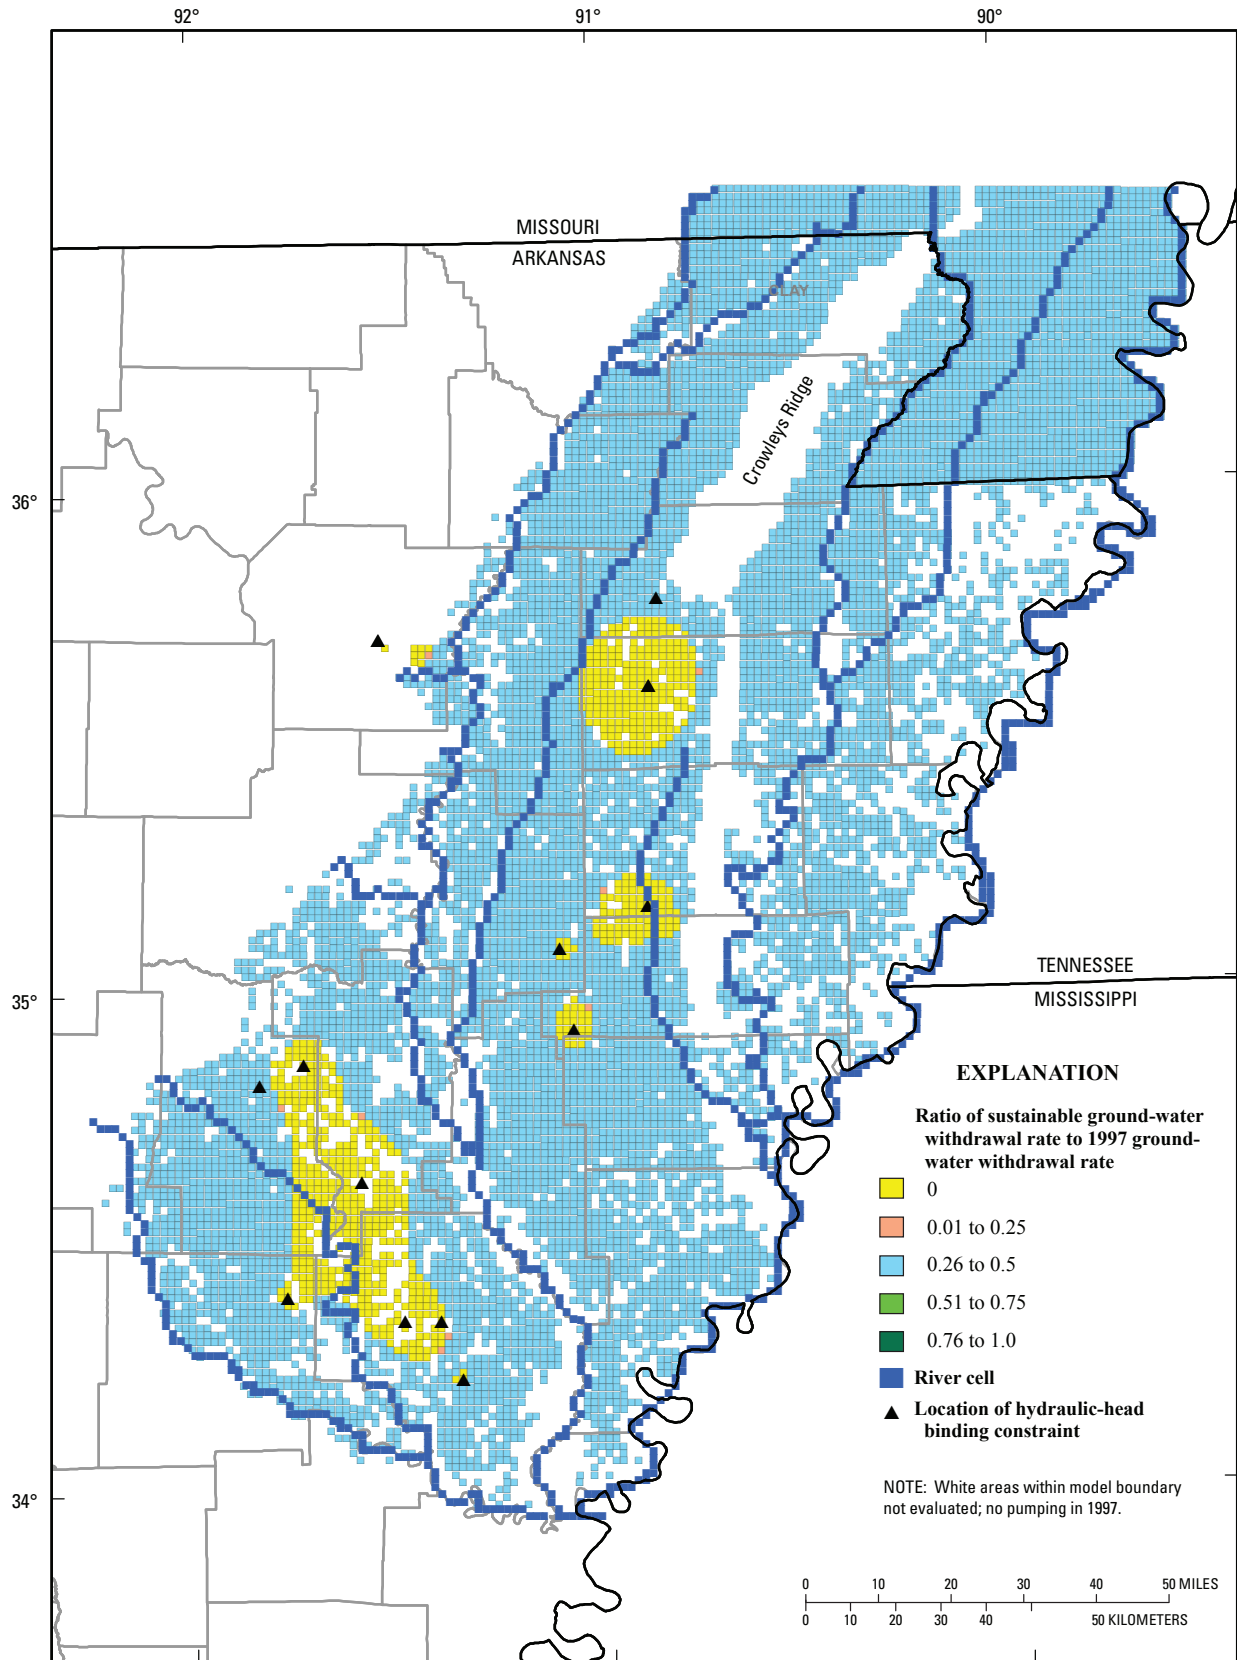 92°
91°
90°
MISSOURI
ARKANSAS
CLAY
Crowleys Ridge
36°
35°
TENNESSEE
MISSISSIPPI
EXPLANATION
Ratio of sustainable ground-water
withdrawal rate to 1997 ground-
water withdrawal rate
0
0.01 to 0.25
0.26 to 0.5
0.51 to 0.75
0.76 to 1.0
River cell
Location of hydraulic-head
binding constraint
NOTE: White areas within model boundary
not evaluated; no pumping in 1997.
34°
0 10 20 30 40 50 MILES
0 10 20 30 40 50 KILOMETERS